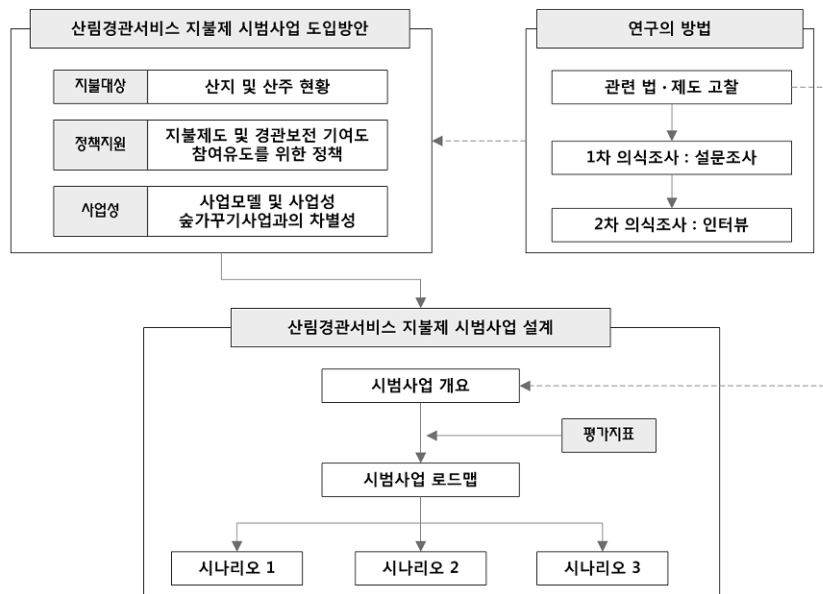 산림경관서비스 지불제 시범사업 도입방안
지불대상
산지 및 산주 현황
정책지원
지불제도 및 경관보전 기여도
참여유도를 위한 정책
사업성
사업모델 및 사업성
숲가꾸기사업과의 차별성
연구의 방법
관련 법·제도 고찰
1차 의식조사 : 설문조사
2차 의식조사 : 인터뷰
산림경관서비스 지불제 시범사업 설계
시범사업 개요
평가지표
시범사업 로드맵
시나리오 1
시나리오 2
시나리오 3